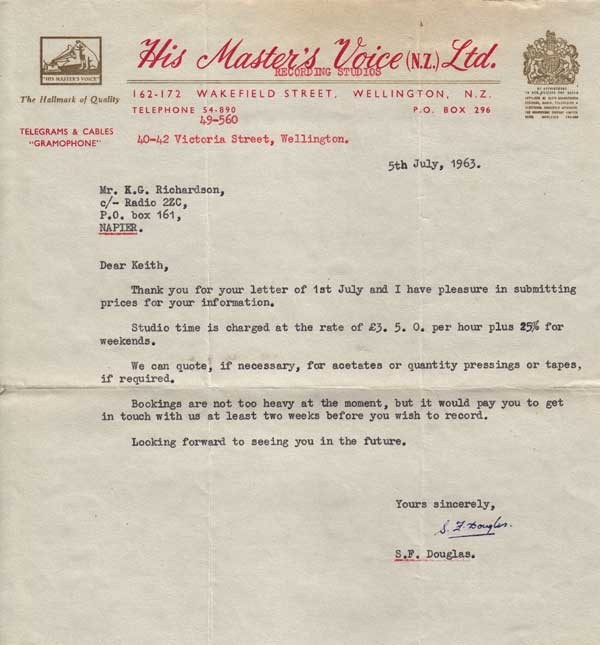 "HIS MASTER'S VOICE"
The Hallmark of Quality
TELEGRAMS & CABLES
"GRAMOPHONE"
His Master's Voice (N.Z.) Ltd.
RECORDING STUDIOS
162-172 WAKEFIELD STREET, WELLINGTON, N.Z.
TELEPHONE 54-890 P.O. BOX 296
49-560
40-42 Victoria Street, Wellington.
5th July, 1963.
Mr. K.G. Richardson,
c/- Radio 2ZC,
P.O. box 161,
NAPIER.
Dear Keith,
Thank you for your letter of 1st July and I have pleasure in submitting
prices for your information.
Studio time is charged at the rate of £3. 5. 0. per hour plus 25% for
weekends.
We can quote, if necessary, for acetates or quantity pressings or tapes,
if required.
Bookings are not too heavy at the moment, but it would pay you to get
in touch with us at least two weeks before you wish to record.
Looking forward to seeing you in the future.
Yours sincerely,
S. F. Douglas.
S.F. Douglas.